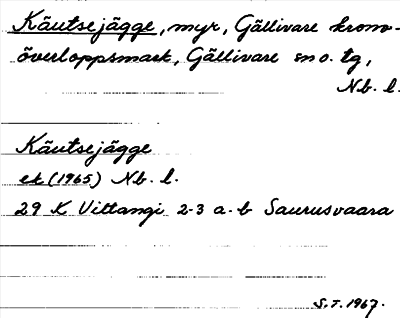 Käutsejägge, myr, Gällivare krono-
överloppsmark, Gällivare sn o. tg,
Nb. l.
Käutsejägge
ek (1965) Nb. l.
29 K Vittangi 2-3 a-b Saurusvaara
S.T. 1967.